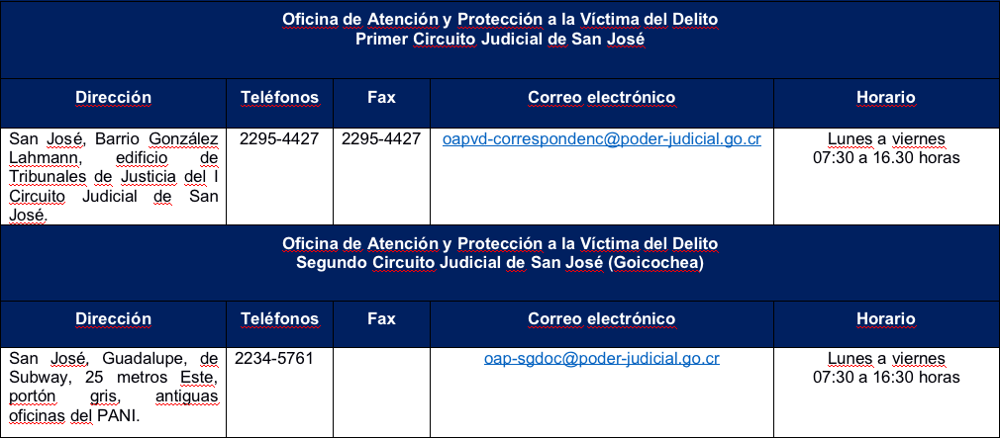 Oficina de Atención y Protección a la Víctima del Delito
Primer Circuito Judicial de San José
Dirección Teléfonos Fax Correo electrónico Horario
San José, Barrio González
Lahmann, edificio de
Tribunales de Justicia del I
Circuito Judicial de San
José.
2295-4427
2295-4427
oapvd-correspondenc@poder-judicial.go.cr
Lunes a viernes
07:30 a 16.30 horas
Oficina de Atención y Protección a la Víctima del Delito
Segundo Circuito Judicial de San José (Goicochea)
Dirección Teléfonos Fax Correo electrónico Horario
San José, Guadalupe, de
Subway, 25 metros Este,
portón gris, antiguas
oficinas del PANI.
2234-5761
oap-sgdoc@poder-judicial.go.cr
Lunes a viernes
07:30 a 16:30 horas